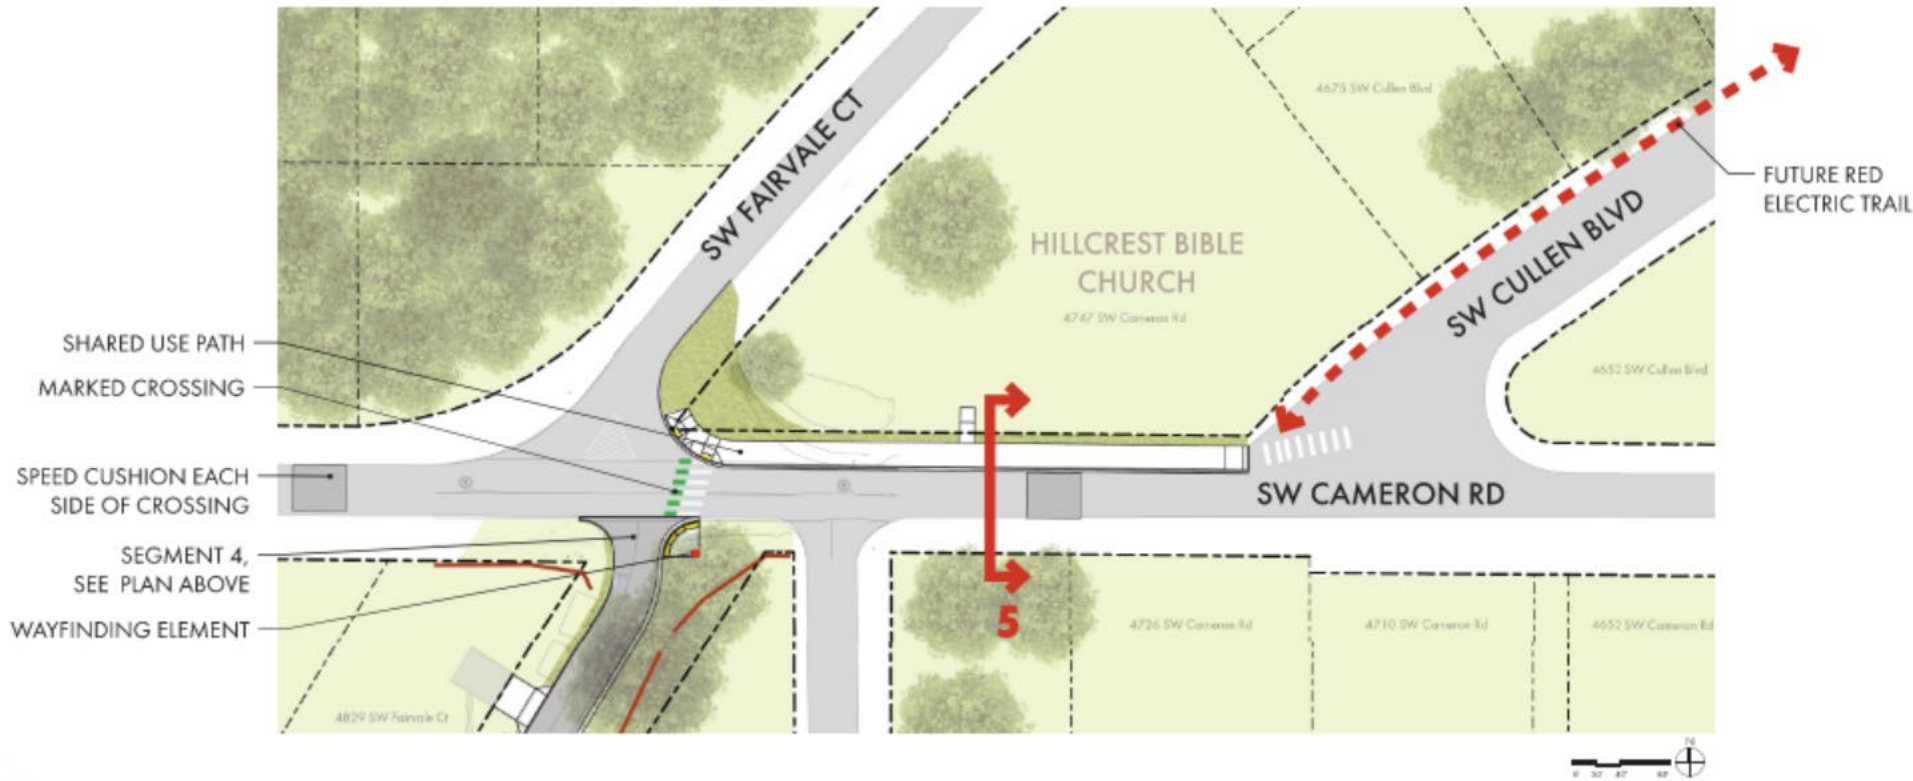 SW FAIRVALE CT
4675 SW Cullen Blvd
FUTURE RED
ELECTRIC TRAIL
HILLCREST BIBLE
CHURCH
4747 SW Cameron Rd
SW CULLEN BLVD
SHARED USE PATH
MARKED CROSSING
4652 SW Cullen Blvd
SPEED CUSHION EACH
SIDE OF CROSSING
SW CAMERON RD
SEGMENT 4,
SEE PLAN ABOVE
WAYFINDING ELEMENT
5
4726 SW Cameron Rd
4710 SW Cameron Rd
4652 SW Cameron Rd
4829 SW Fairvale Ct
N